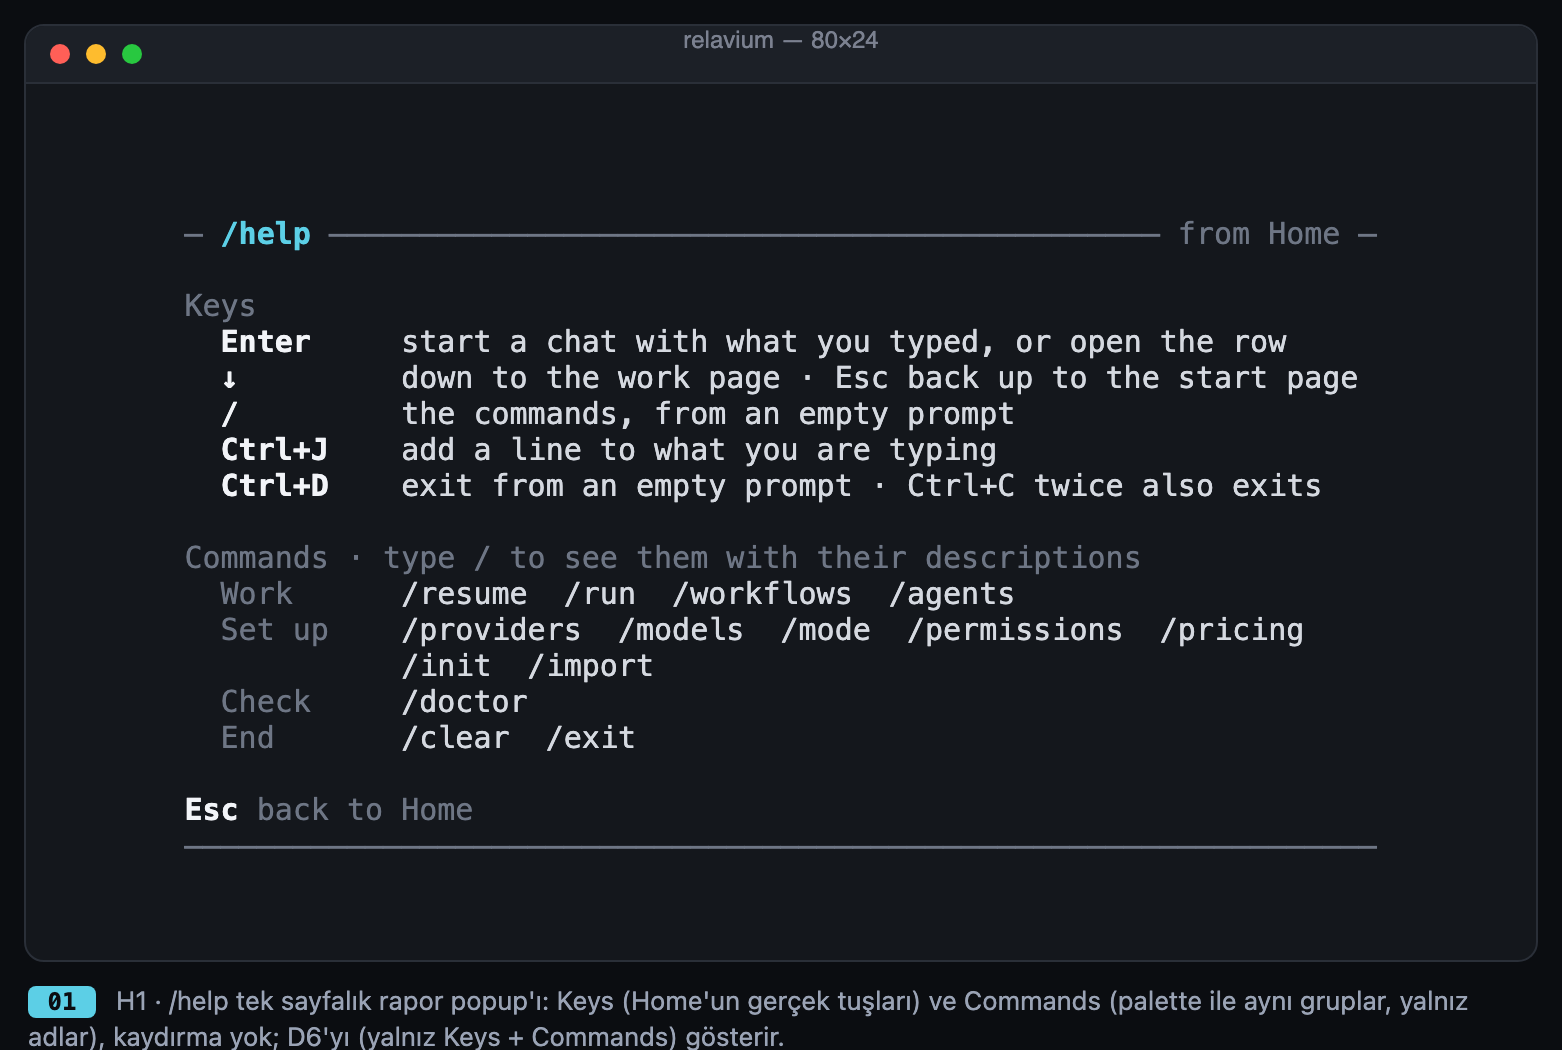 relavium — 80×24
— /help — from Home —
Keys
Enter start a chat with what you typed, or open the row
↓ down to the work page · Esc back up to the start page
/ the commands, from an empty prompt
Ctrl+J add a line to what you are typing
Ctrl+D exit from an empty prompt · Ctrl+C twice also exits
Commands · type / to see them with their descriptions
Work /resume /run /workflows /agents
Set up /providers /models /mode /permissions /pricing
/init /import
Check /doctor
End /clear /exit
Esc back to Home
01 H1 · /help tek sayfalık rapor popup'ı: Keys (Home'un gerçek tuşları) ve Commands (palette ile aynı gruplar, yalnız
adlar), kaydırma yok; D6'yı (yalnız Keys + Commands) gösterir.